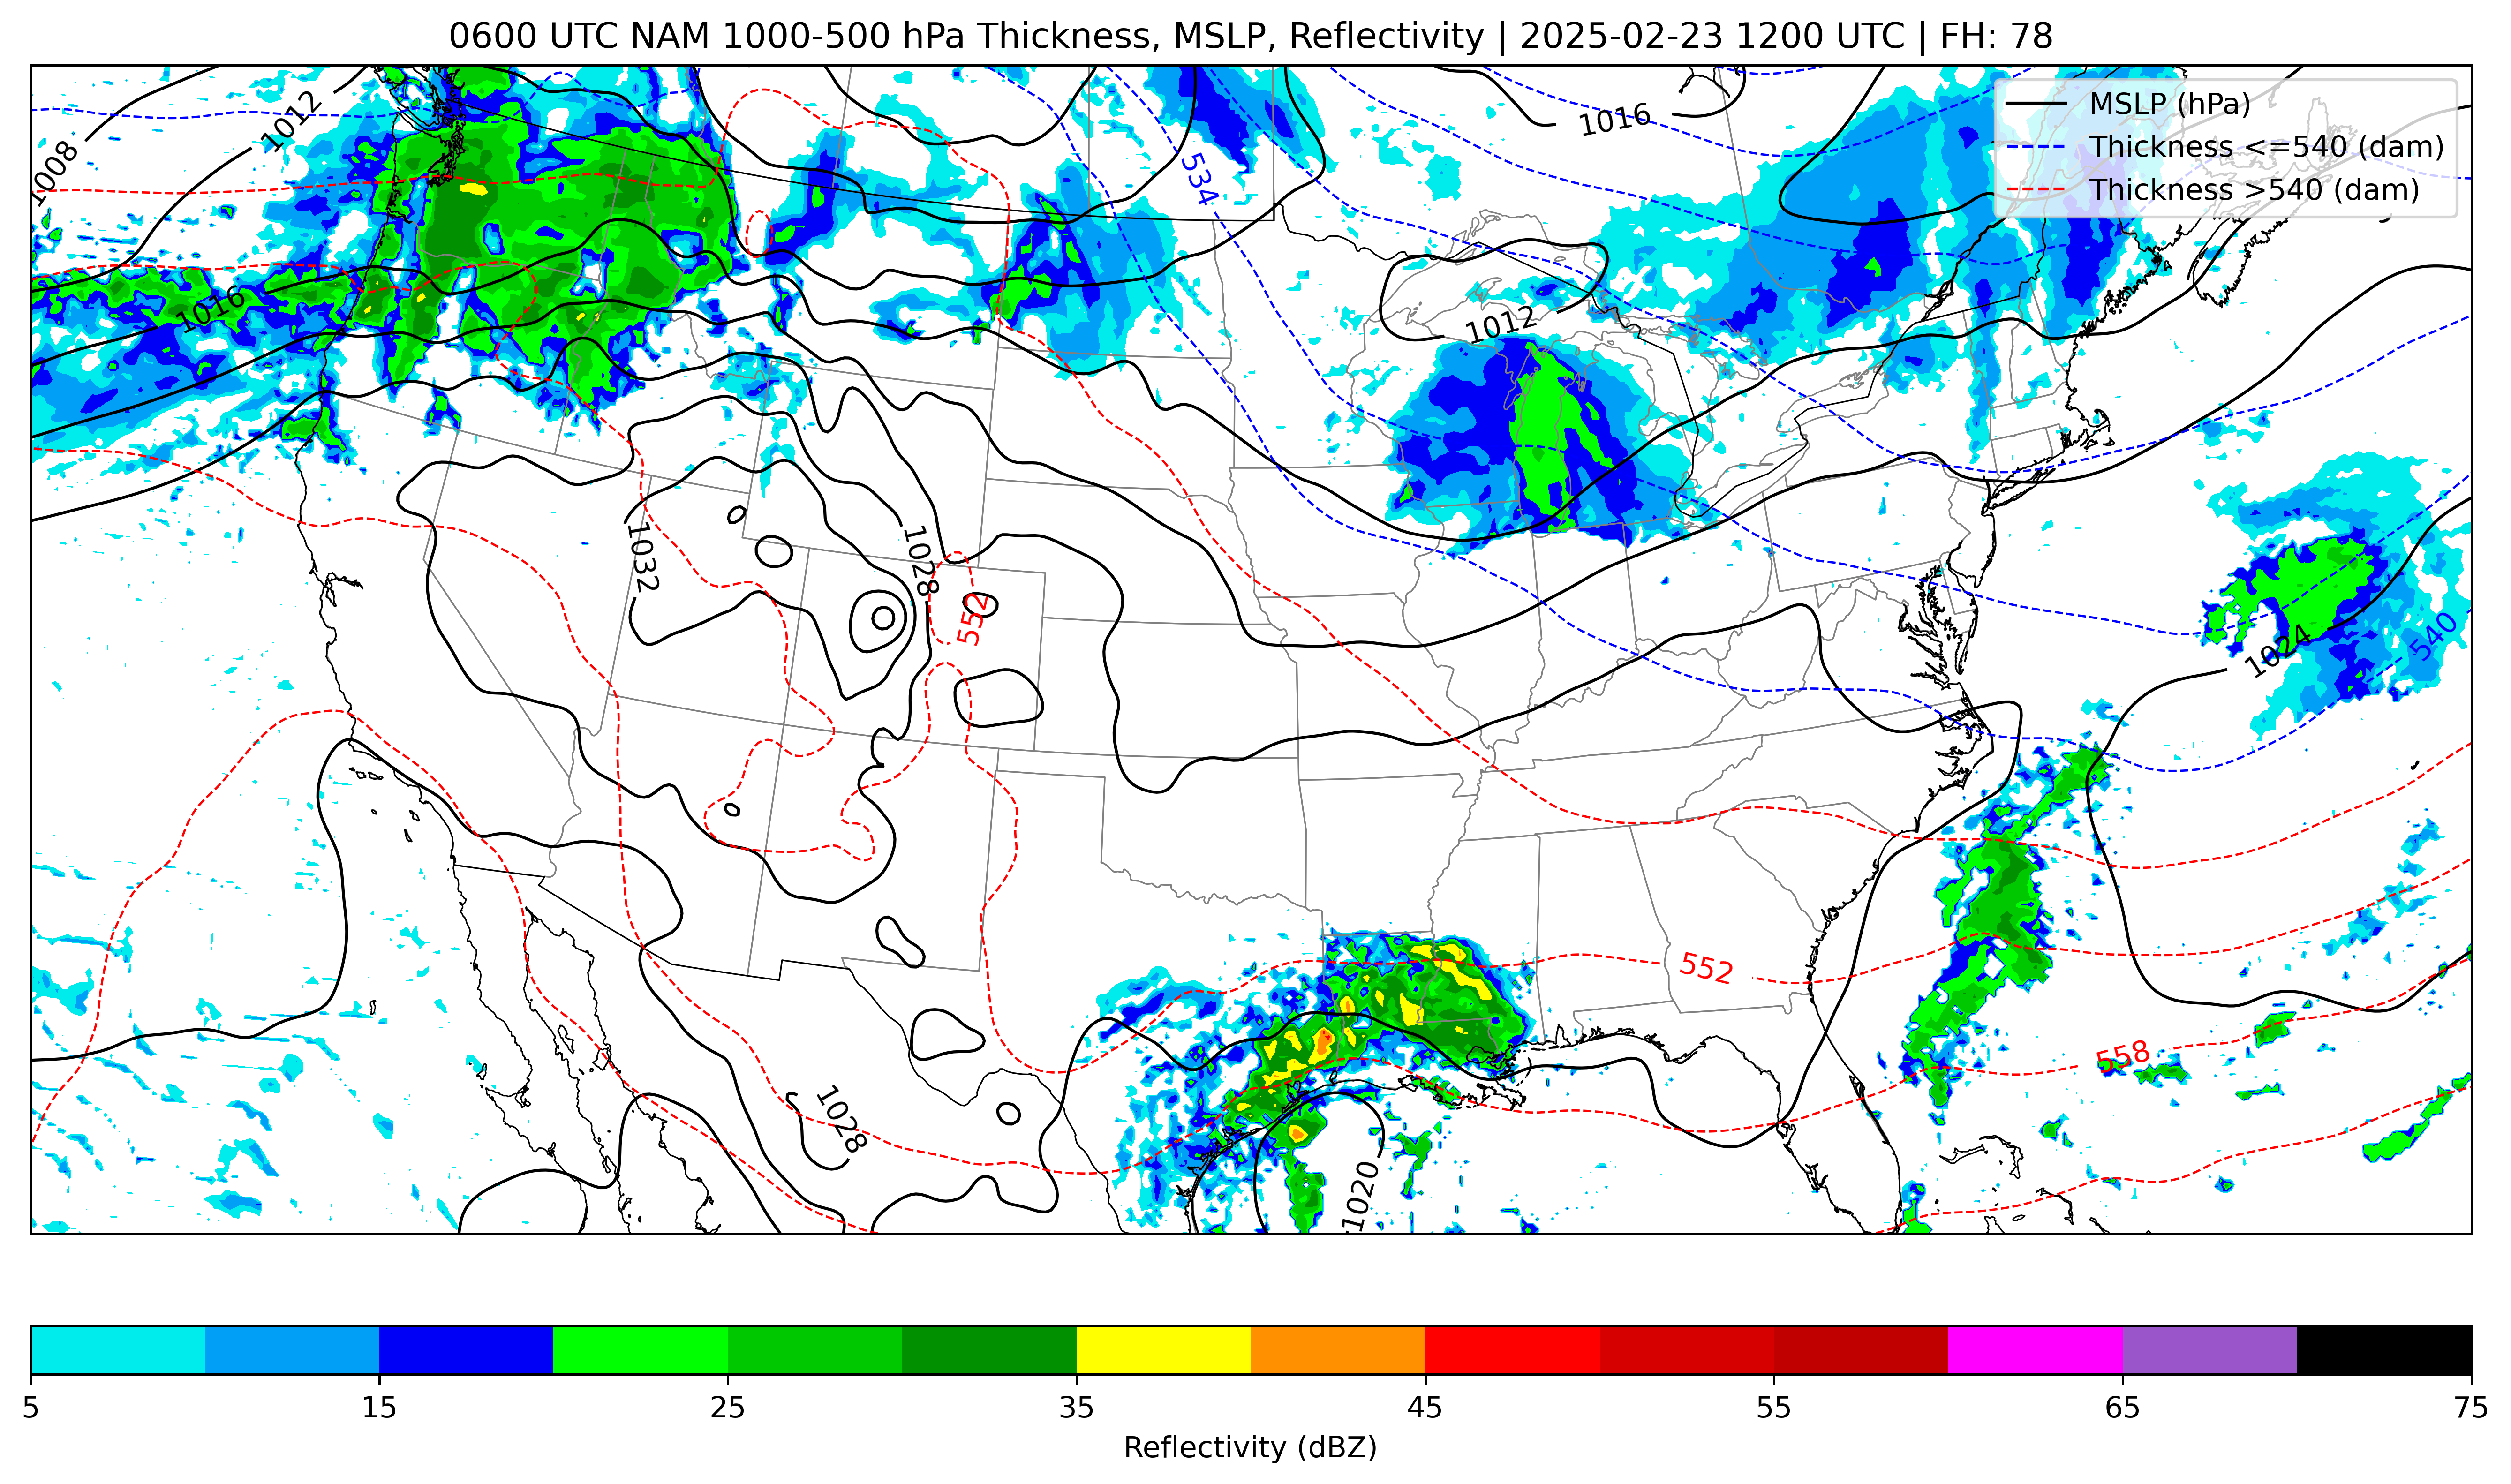 0600 UTC NAM 1000-500 hPa Thickness, MSLP, Reflectivity | 2025-02-23 1200 UTC | FH: 78
MSLP (hPa)
Thickness <=540 (dam)
Thickness >540 (dam)
1008
1012
1016
534
1016
1012
1016
1032
1028
552
1024
540
552
558
1028
1020
5 15 25 35 45 55 65 75
Reflectivity (dBZ)